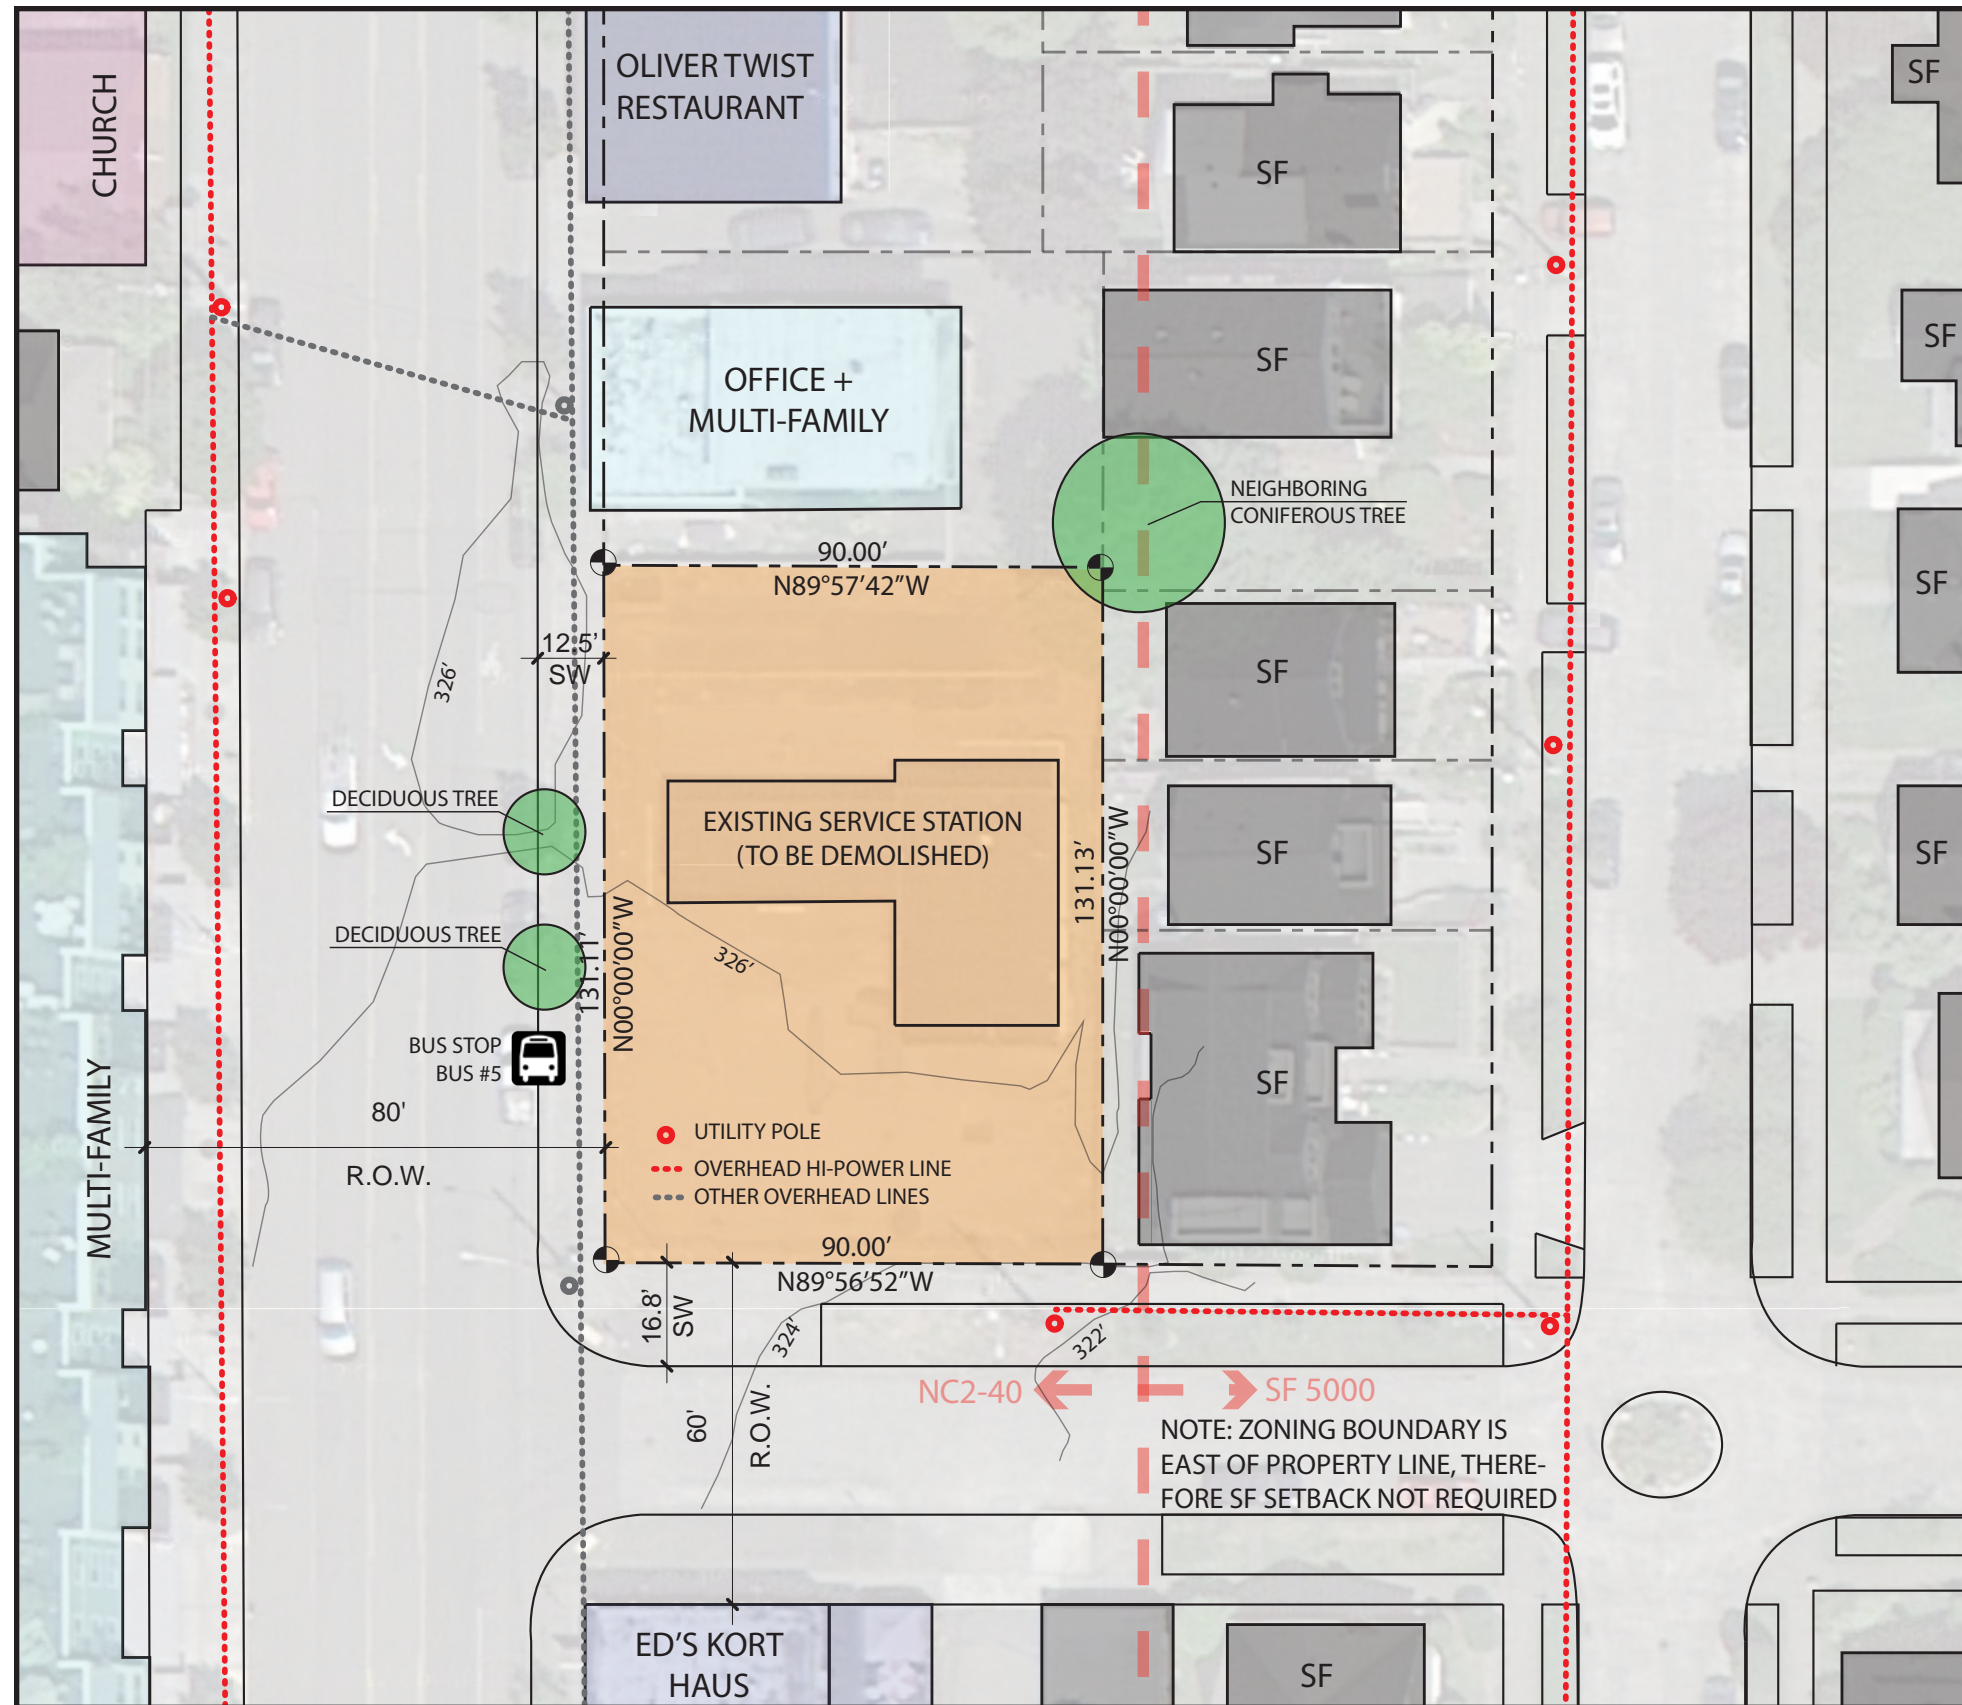 CHURCH
OLIVER TWIST
RESTAURANT
SF
SF
SF
SF
OFFICE +
MULTI-FAMILY
NEIGHBORING
CONIFEROUS TREE
90.00’
N89°57’42”W
SF
12.5'
SW
SF
326’
DECIDUOUS TREE
EXISTING SERVICE STATION
(TO BE DEMOLISHED)
131.13’
N00°00’00”W
SF
SF
DECIDUOUS TREE
131.11’
N00°00’00”W
326’
BUS STOP
BUS #5
SF
80'
R.O.W.
MULTI-FAMILY
UTILITY POLE
OVERHEAD HI-POWER LINE
OTHER OVERHEAD LINES
90.00’
N89°56’52”W
16.8'
SW
324’
322’
NC2-40
SF 5000
60'
R.O.W.
NOTE: ZONING BOUNDARY IS
EAST OF PROPERTY LINE, THERE-
FORE SF SETBACK NOT REQUIRED
ED’S KORT
HAUS
SF